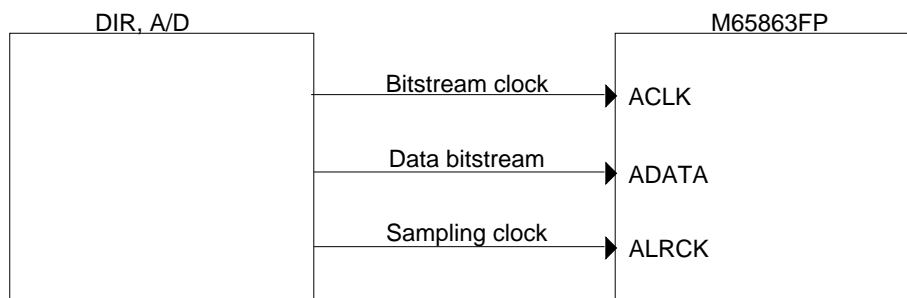 DIR, A/D
M65863FP
Bitstream clock
ACLK
Data bitstream
ADATA
Sampling clock
ALRCK